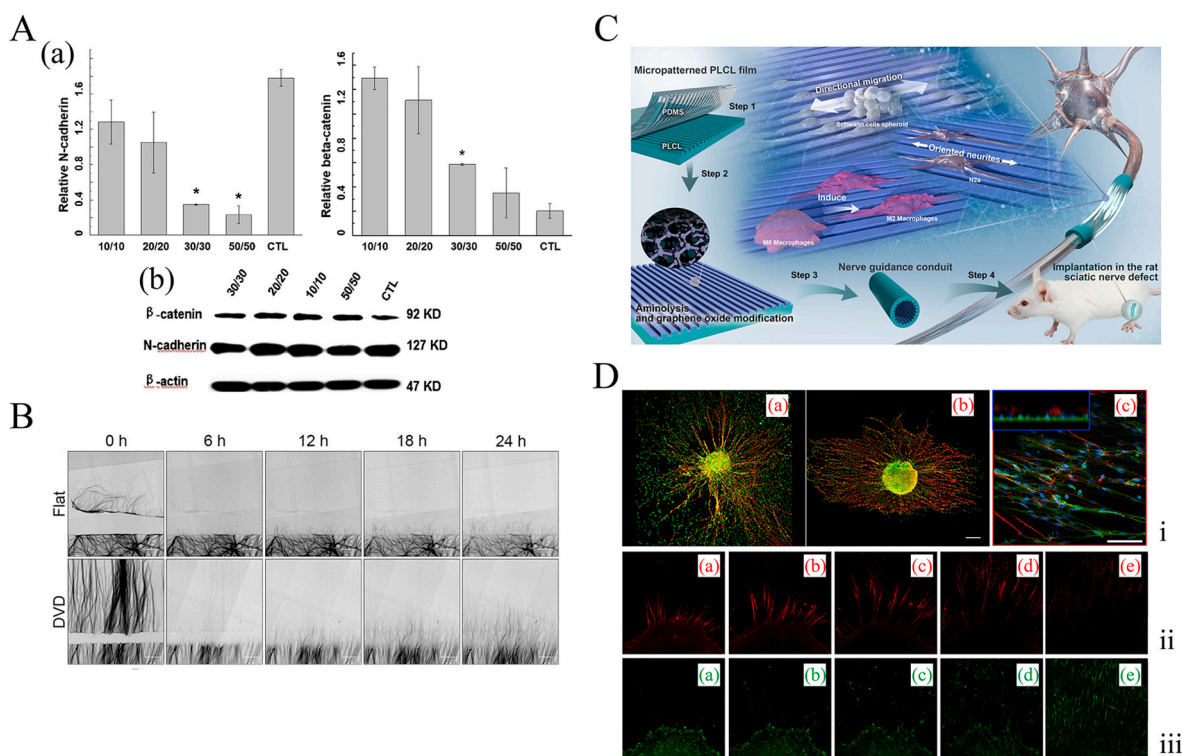 A
(a)
Relative N-cadherin
0 0.4 0.8 1.2 1.6
10/10 20/20 30/30 50/50 CTL
* *
Relative beta-catenin
0 0.4 0.8 1.2 1.6
10/10 20/20 30/30 50/50 CTL
*
(b)
30/30 20/20 10/10 50/50 CTL
β-catenin 92 KD
N-cadherin 127 KD
β-actin 47 KD
B
0 h 6 h 12 h 18 h 24 h
Flat
DVD
C
Micropatterned PLCL film
PDMS
PLCL
Step 1
Step 2
Directional migration
Schwann cells spheroid
Oriented neurites
N2a
Induce
M2 Macrophages
M0 Macrophages
Aminolysis
and graphene oxide modification
Step 3
Nerve guidance conduit
Step 4
Implantation in the rat
sciatic nerve defect
D
(a) (b) (c)
i
(a) (b) (c) (d) (e)
ii
(a) (b) (c) (d) (e)
iii